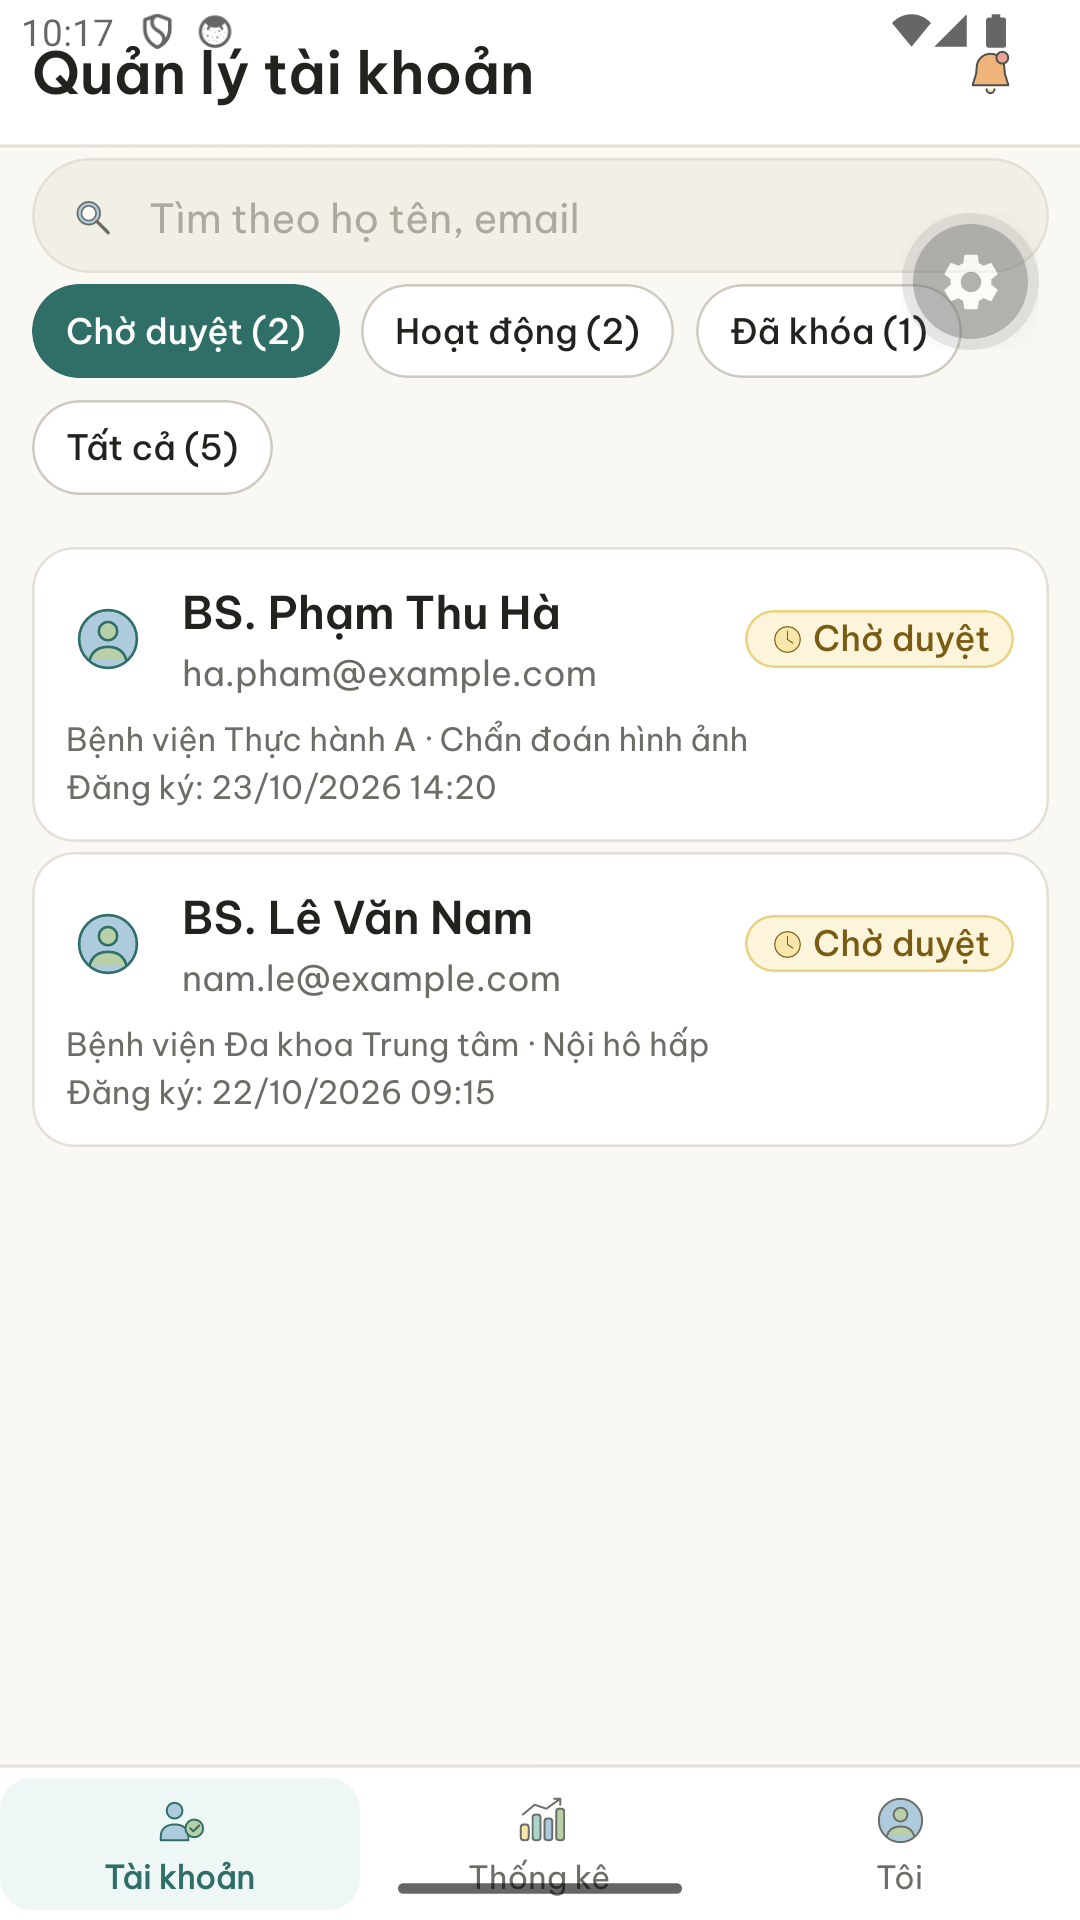 10:17
Quản lý tài khoản
Tìm theo họ tên, email
Chờ duyệt (2)
Hoạt động (2)
Đã khóa (1)
Tất cả (5)
BS. Phạm Thu Hà
Chờ duyệt
ha.pham@example.com
Bệnh viện Thực hành A · Chẩn đoán hình ảnh
Đăng ký: 23/10/2026 14:20
BS. Lê Văn Nam
Chờ duyệt
nam.le@example.com
Bệnh viện Đa khoa Trung tâm · Nội hô hấp
Đăng ký: 22/10/2026 09:15
Tài khoản
Thống kê
Tôi